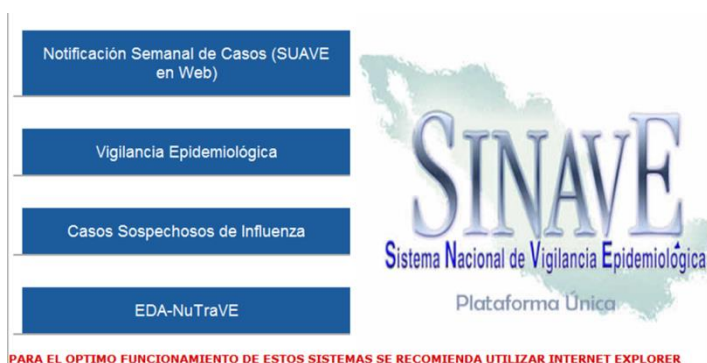 Notificación Semanal de Casos (SUAVE
en Web)
Vigilancia Epidemiológica
Casos Sospechosos de Influenza
EDA-NuTraVE
SINAVE
Sistema Nacional de Vigilancia Epidemiológica
Plataforma Única
PARA EL OPTIMO FUNCIONAMIENTO DE ESTOS SISTEMAS SE RECOMIENDA UTILIZAR INTERNET EXPLORER